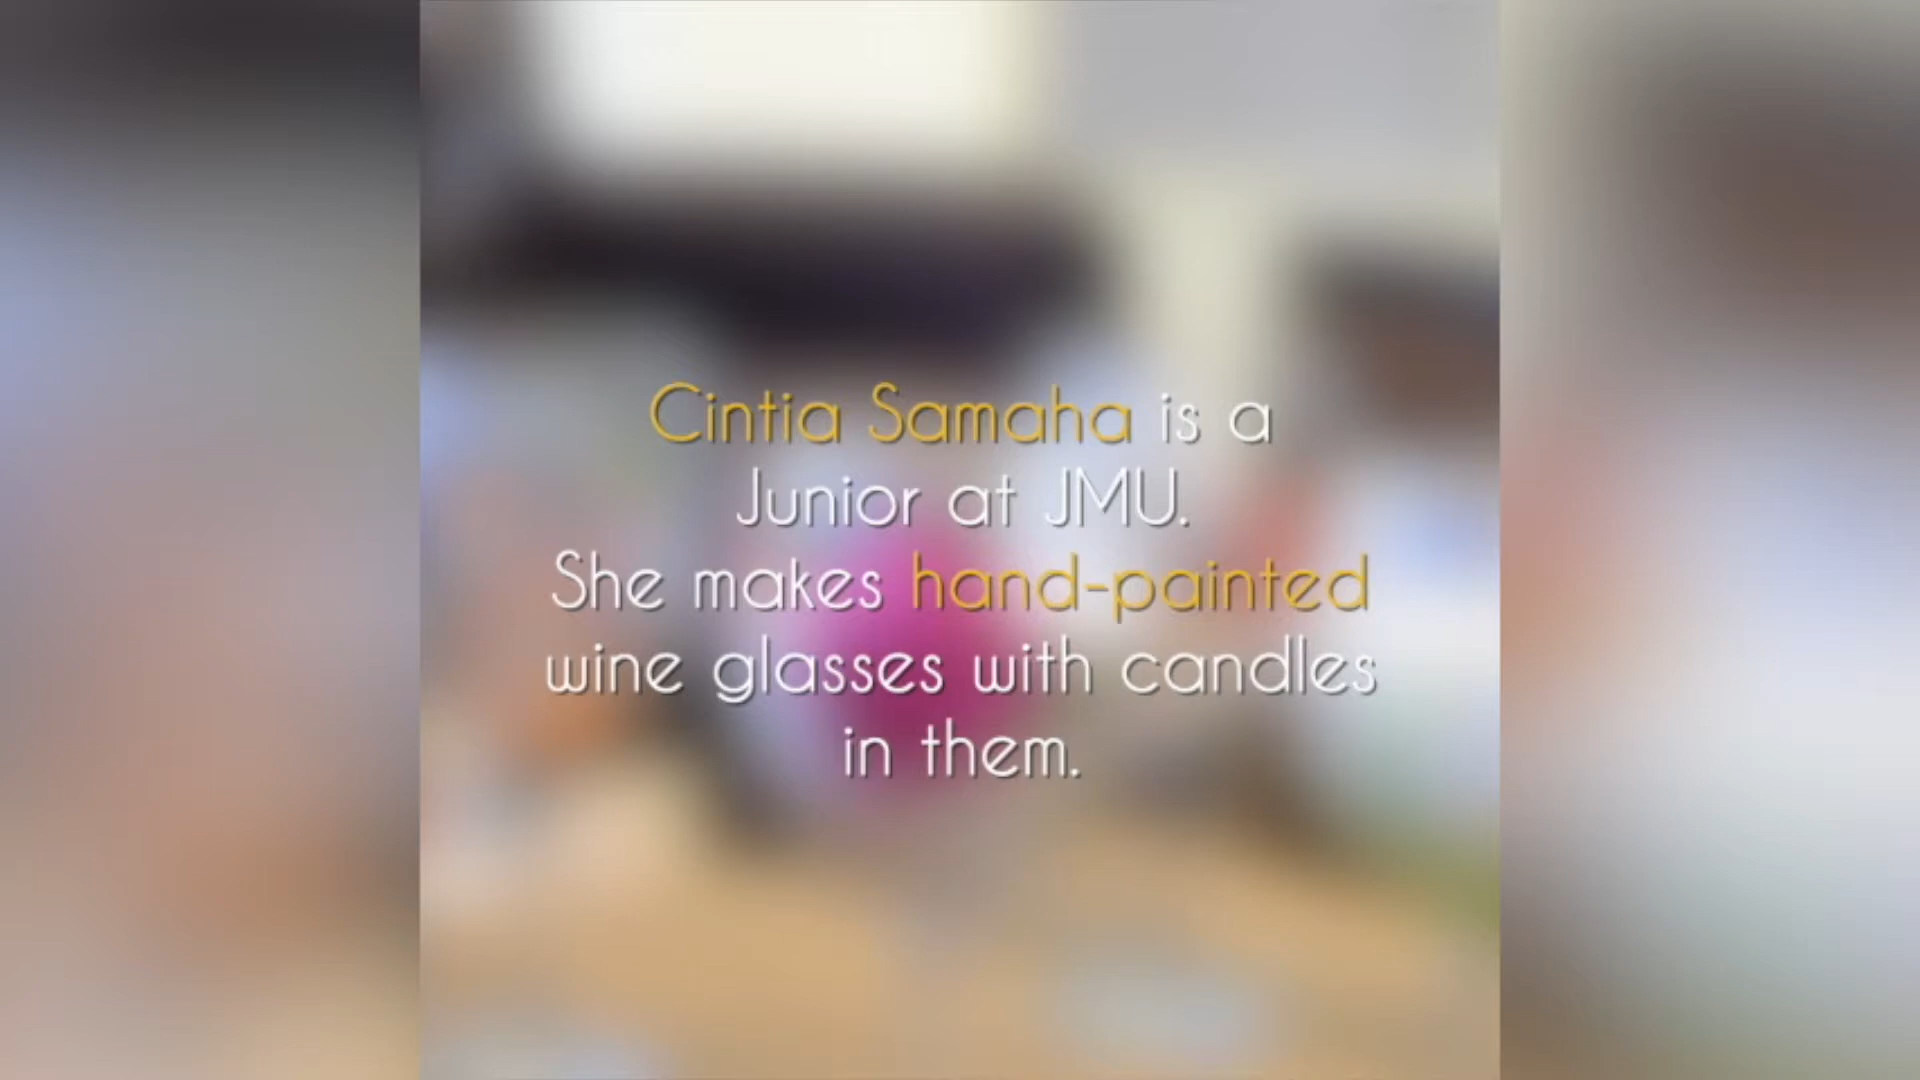 Cintia Samaha is a
Junior at JMU.
She makes hand-painted
wine glasses with candles
in them.